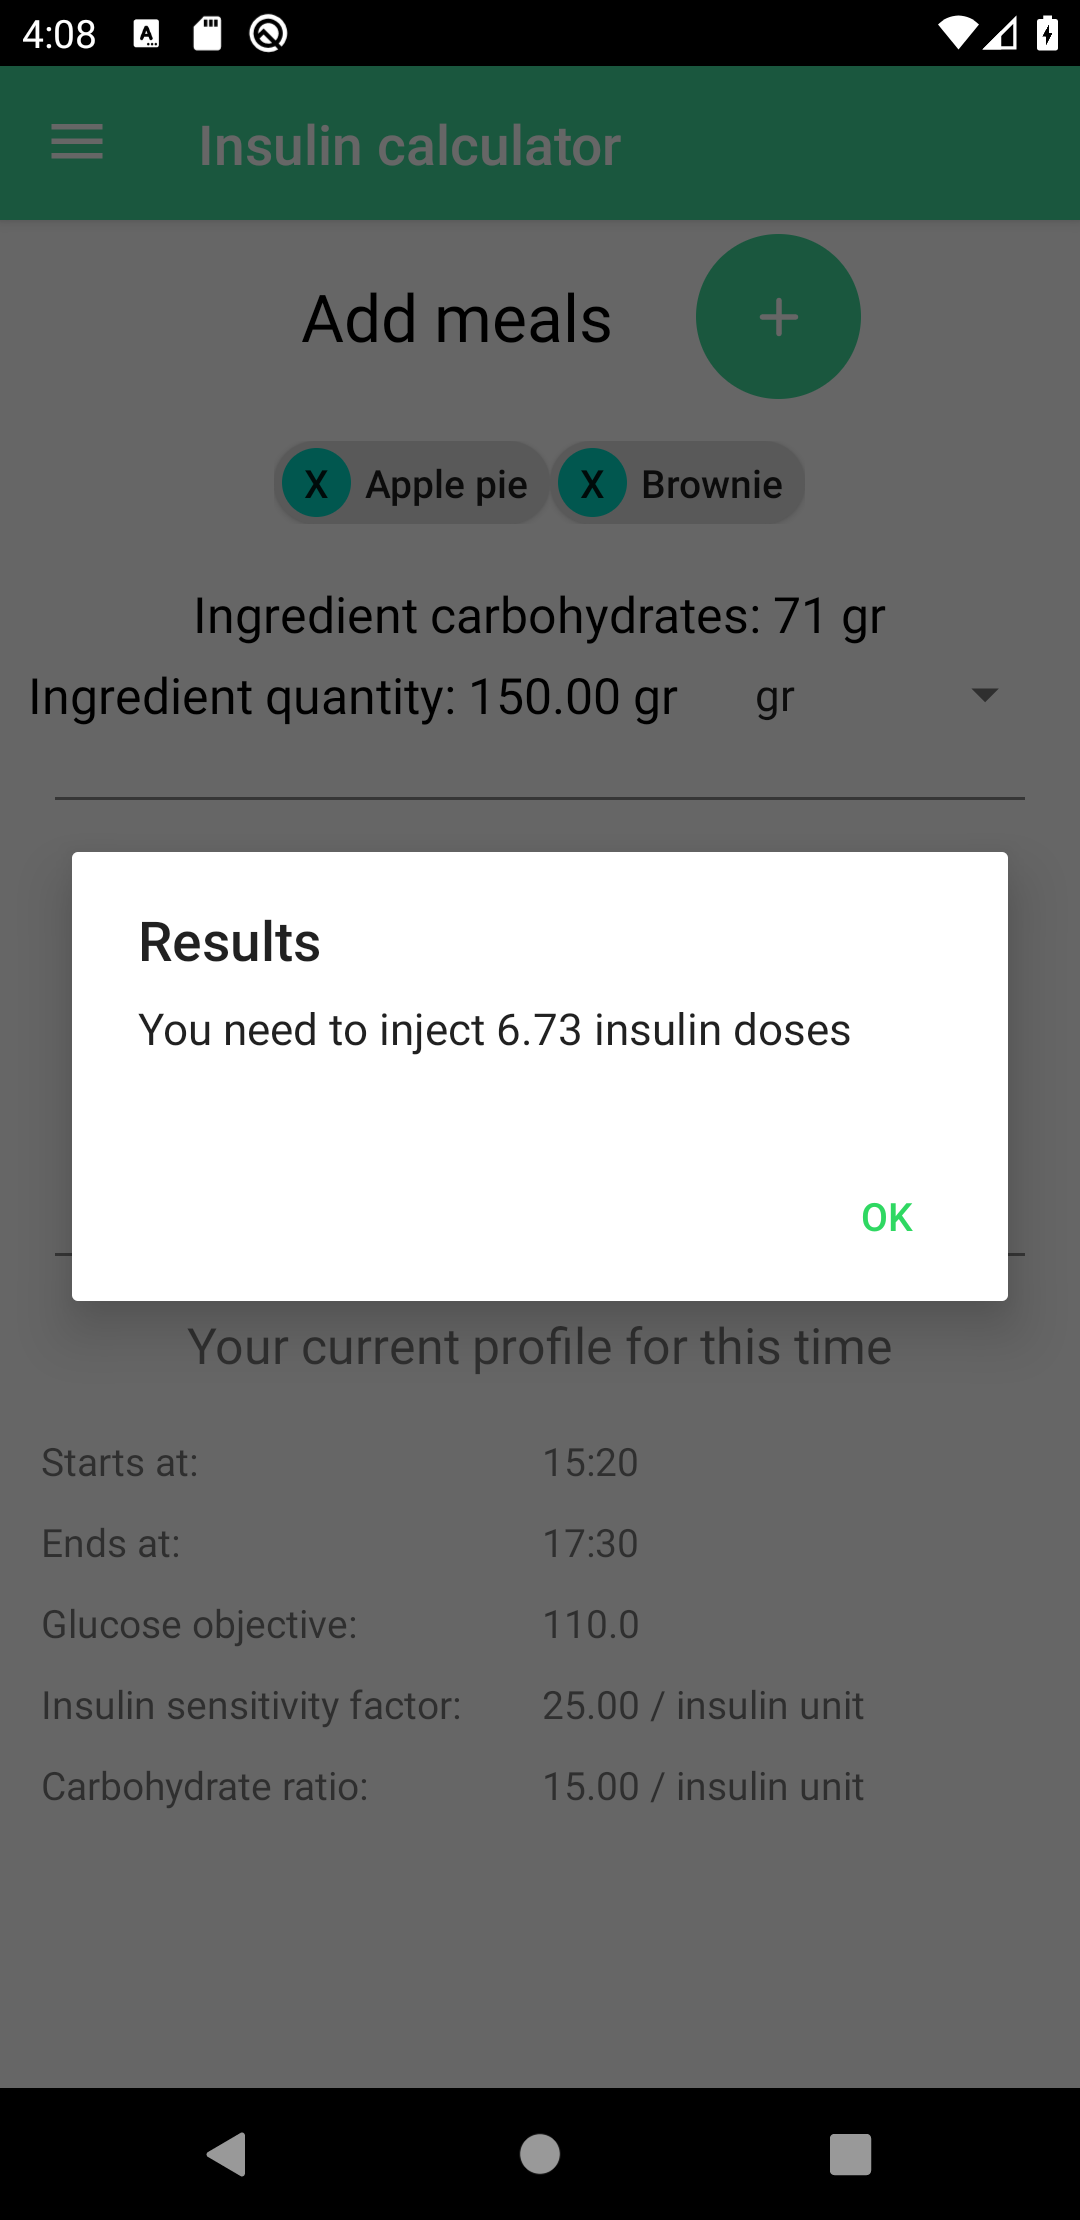 4:08
Insulin calculator
Add meals
X Apple pie X Brownie
Ingredient carbohydrates: 71 gr
Ingredient quantity: 150.00 gr gr
Results
You need to inject 6.73 insulin doses
OK
Your current profile for this time
Starts at: 15:20
Ends at: 17:30
Glucose objective: 110.0
Insulin sensitivity factor: 25.00 / insulin unit
Carbohydrate ratio: 15.00 / insulin unit